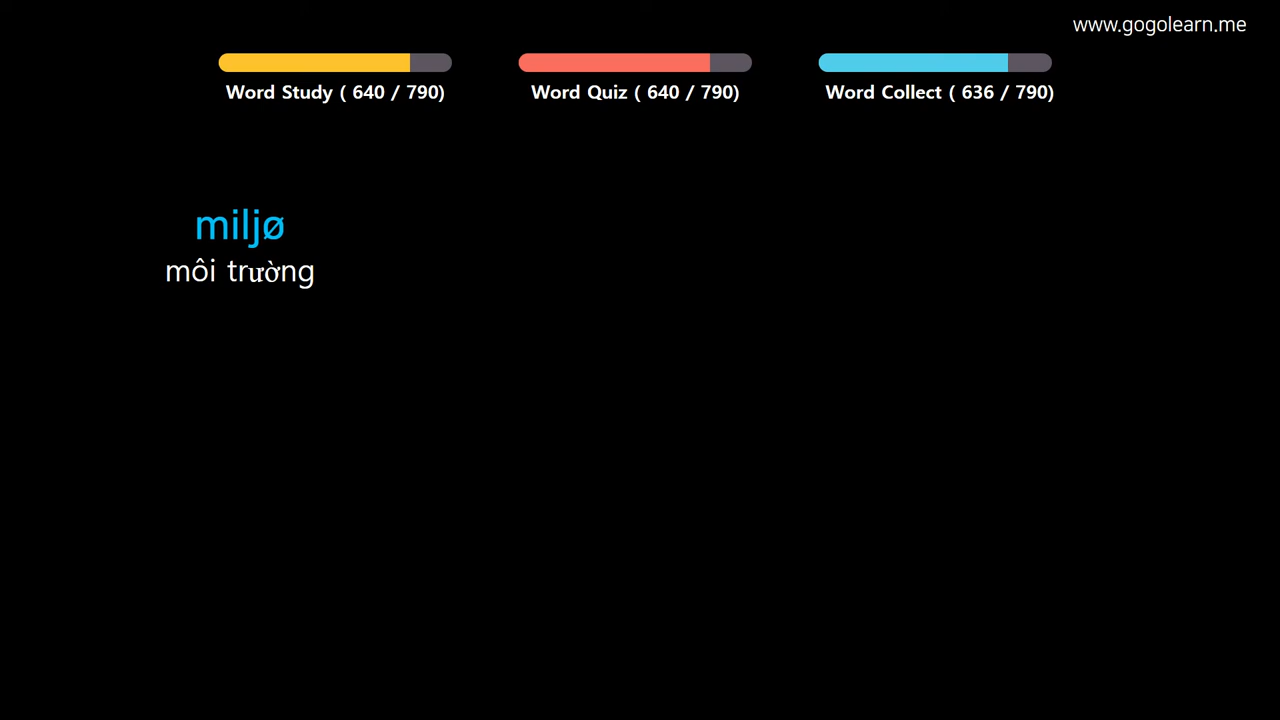 www.gogolearn.me
Word Study ( 640 / 790)
Word Quiz ( 640 / 790)
Word Collect ( 636 / 790)
miljø
môi trường